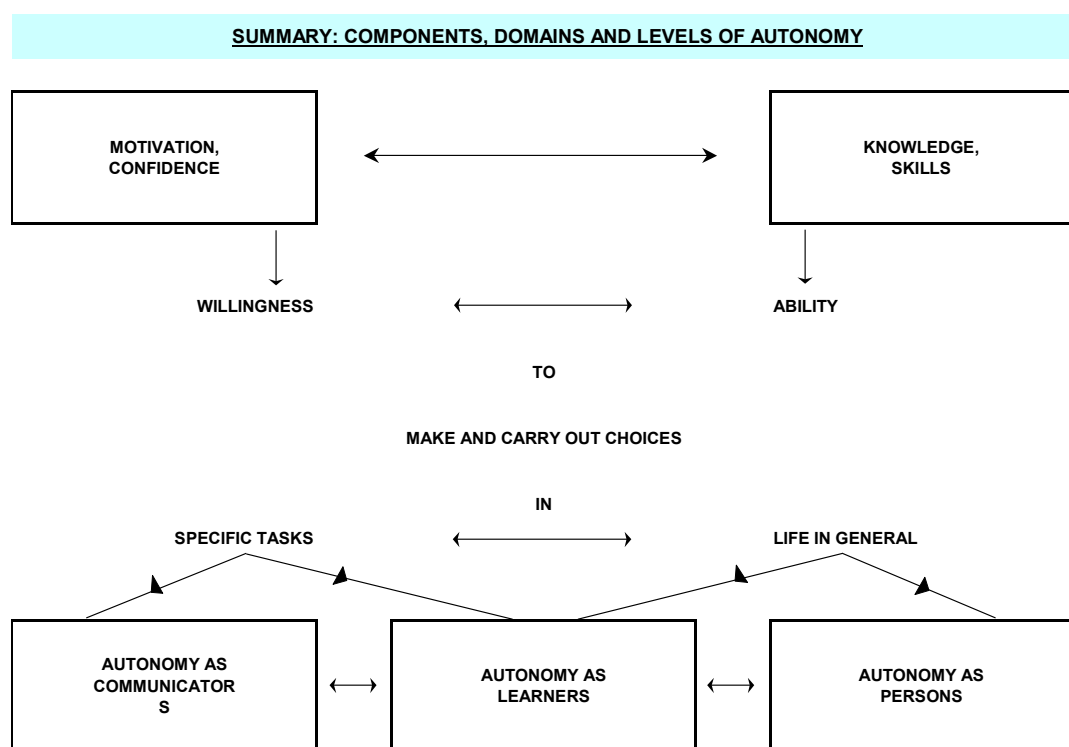 SUMMARY: COMPONENTS, DOMAINS AND LEVELS OF AUTONOMY
MOTIVATION,
CONFIDENCE
KNOWLEDGE,
SKILLS
WILLINGNESS
ABILITY
TO
MAKE AND CARRY OUT CHOICES
IN
SPECIFIC TASKS
LIFE IN GENERAL
AUTONOMY AS
COMMUNICATOR
S
AUTONOMY AS
LEARNERS
AUTONOMY AS
PERSONS